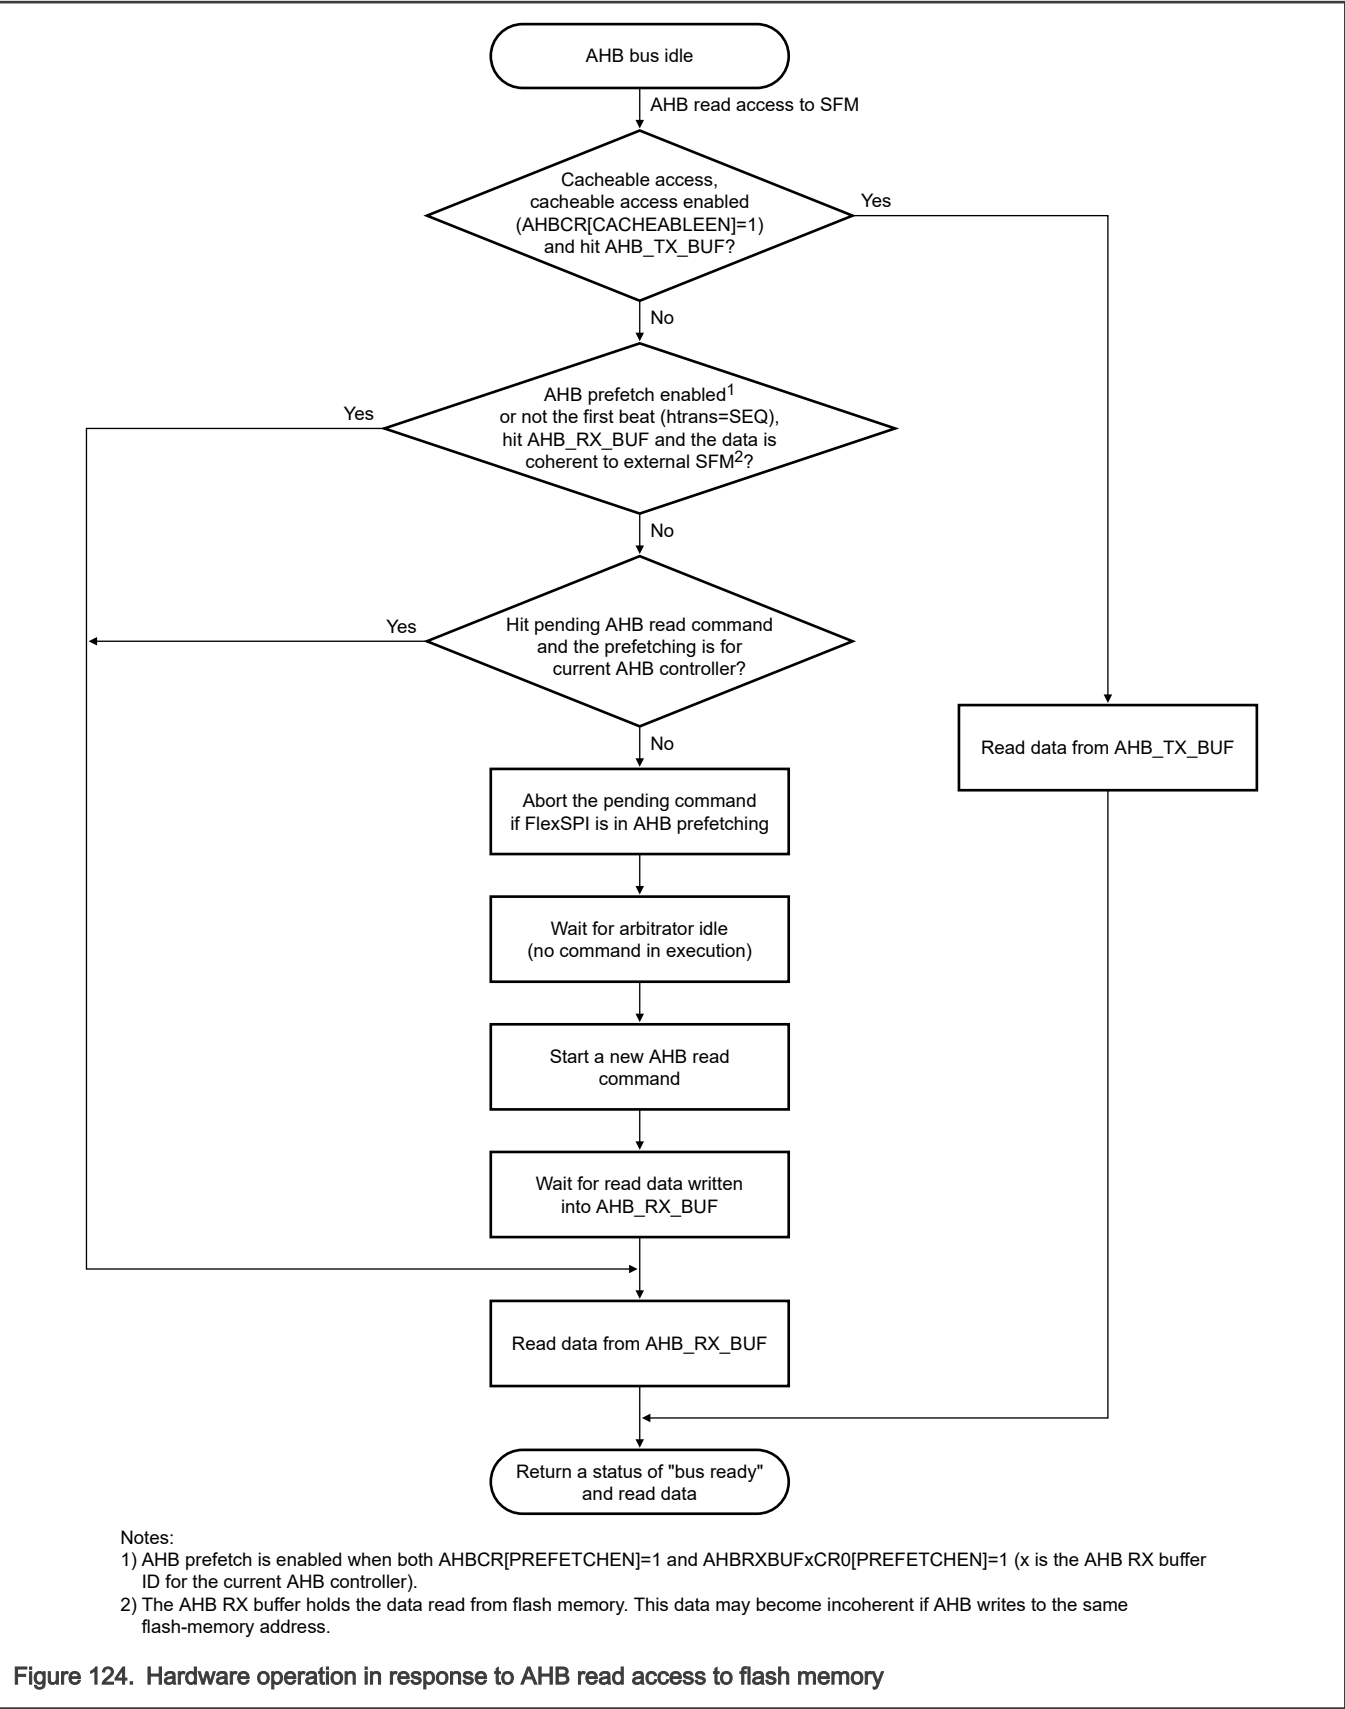 AHB bus idle
AHB read access to SFM
Cacheable access,
cacheable access enabled
(AHBCR[CACHEABLEEN]=1)
and hit AHB_TX_BUF?
Yes
No
AHB prefetch enabled1
or not the first beat (htrans=SEQ),
hit AHB_RX_BUF and the data is
coherent to external SFM2?
Yes
No
Hit pending AHB read command
and the prefetching is for
current AHB controller?
Yes
No
Read data from AHB_TX_BUF
Abort the pending command
if FlexSPI is in AHB prefetching
Wait for arbitrator idle
(no command in execution)
Start a new AHB read
command
Wait for read data written
into AHB_RX_BUF
Read data from AHB_RX_BUF
Return a status of "bus ready"
and read data
Notes:
1) AHB prefetch is enabled when both AHBCR[PREFETCHEN]=1 and AHBRXBUFxCR0[PREFETCHEN]=1 (x is the AHB RX buffer
ID for the current AHB controller).
2) The AHB RX buffer holds the data read from flash memory. This data may become incoherent if AHB writes to the same
flash-memory address.
Figure 124. Hardware operation in response to AHB read access to flash memory